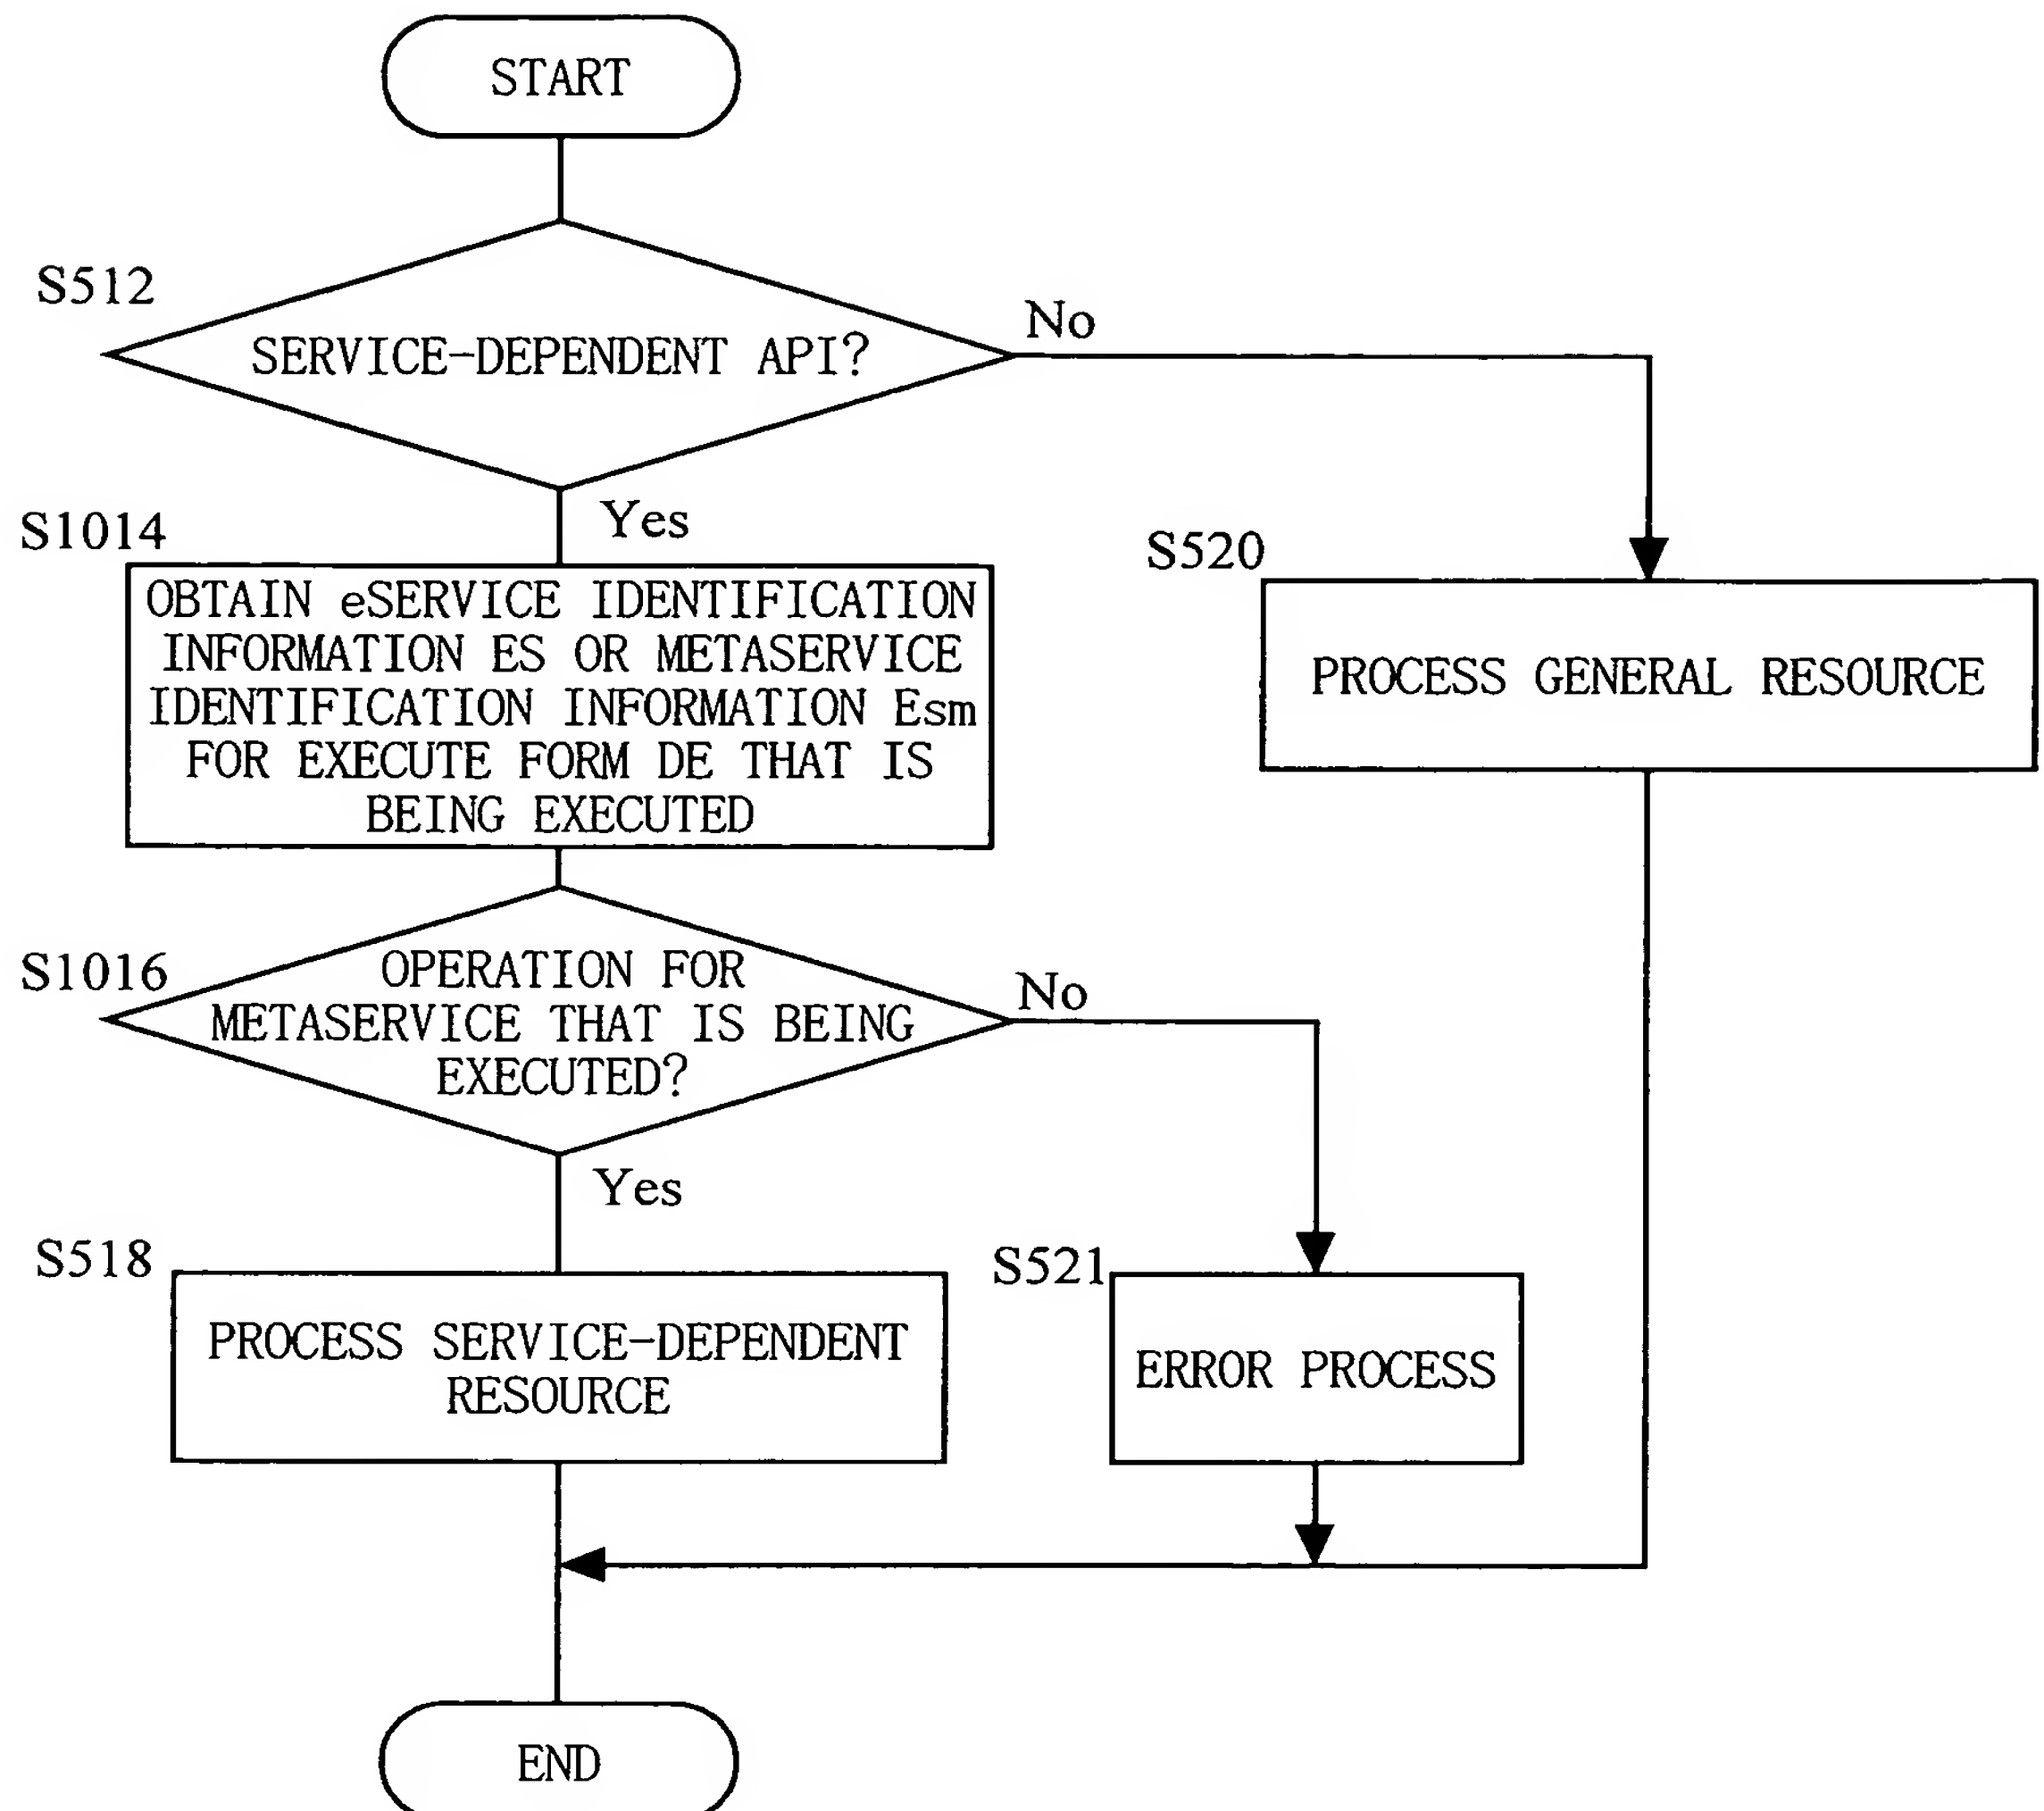 START
S512
SERVICE-DEPENDENT API?
No
Yes
S1014
OBTAIN eSERVICE IDENTIFICATION
INFORMATION ES OR METASERVICE
IDENTIFICATION INFORMATION Esm
FOR EXECUTE FORM DE THAT IS
BEING EXECUTED
S520
PROCESS GENERAL RESOURCE
S1016
OPERATION FOR
METASERVICE THAT IS BEING
EXECUTED?
No
Yes
S518
PROCESS SERVICE-DEPENDENT
RESOURCE
S521
ERROR PROCESS
END